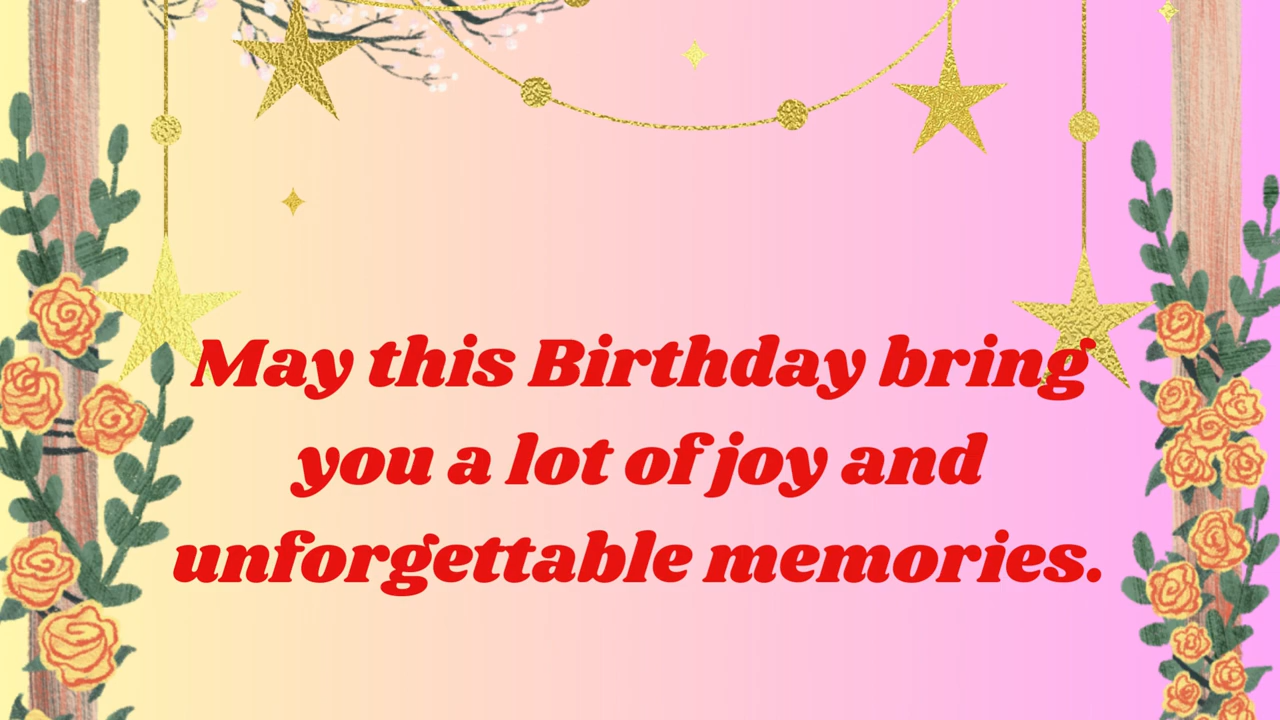 May this Birthday bring
you a lot of joy and
unforgettable memories.